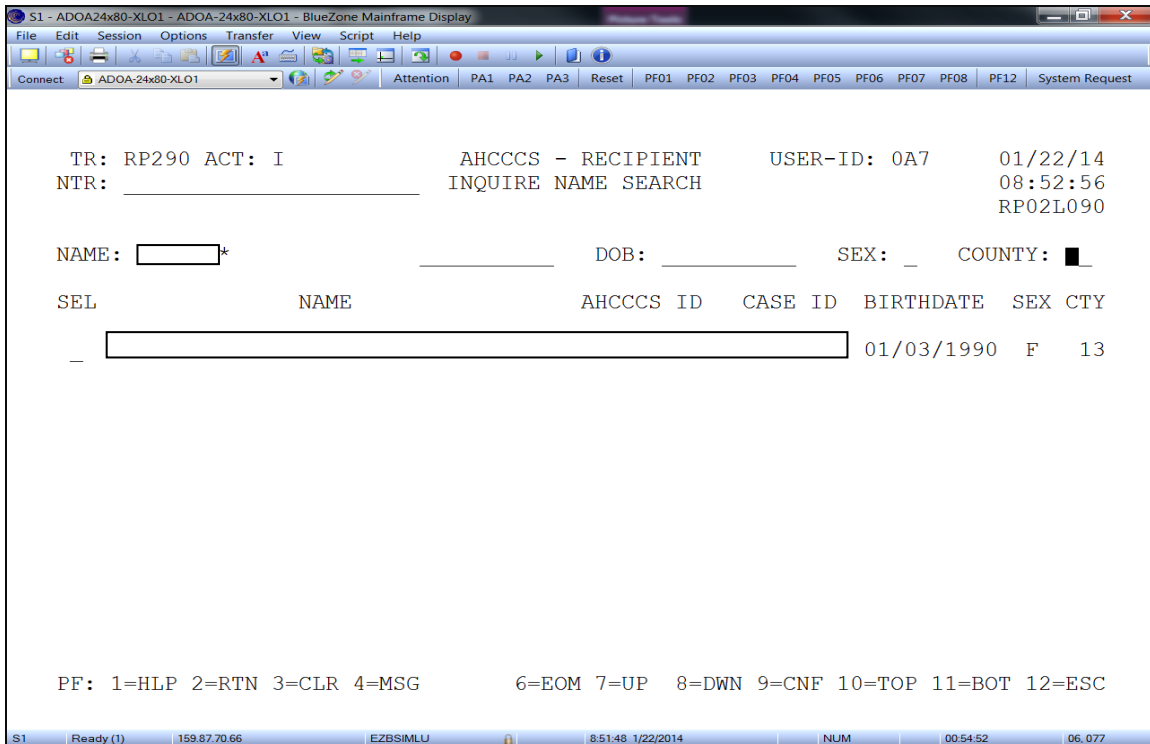 S1 - ADOA24x80-XLO1 - ADOA-24x80-XLO1 - BlueZone Mainframe Display
File Edit Session Options Transfer View Script Help
Connect ADOA-24x80-XLO1 Attention PA1 PA2 PA3 Reset PF01 PF02 PF03 PF04 PF05 PF06 PF07 PF08 PF12 System Request
TR: RP290 ACT: I AHCCCS - RECIPIENT USER-ID: 0A7 01/22/14
NTR: INQUIRE NAME SEARCH 08:52:56
RP02L090
NAME: * DOB: SEX: _ COUNTY: _
SEL NAME AHCCCS ID CASE ID BIRTHDATE SEX CTY
_ 01/03/1990 F 13
PF: 1=HLP 2=RTN 3=CLR 4=MSG 6=EOM 7=UP 8=DWN 9=CNF 10=TOP 11=BOT 12=ESC
S1 Ready (1) 159.87.70.66 EZBSIMLU 8:51:48 1/22/2014 NUM 00:54:52 06, 077